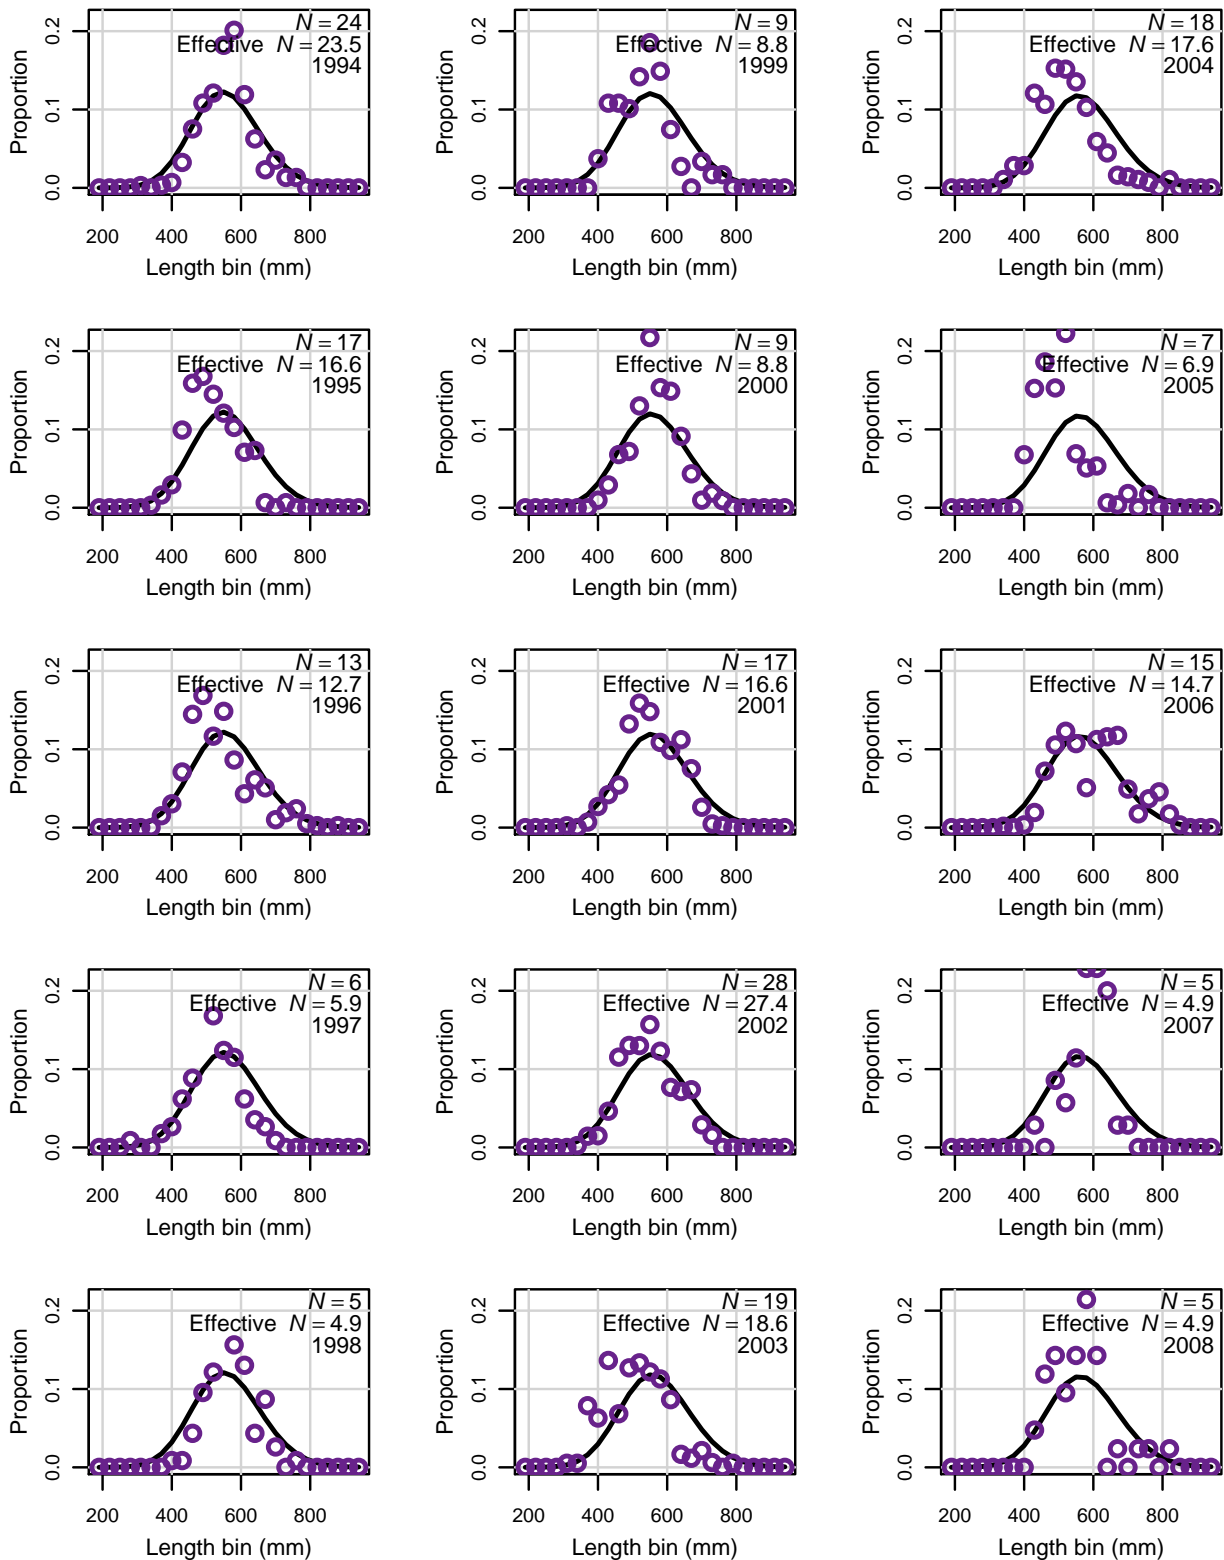 N = 24
Effective N = 23.5
1994
Proportion
0.0 0.1 0.2
200 400 600 800
Length bin (mm)
N = 9
Effective N = 8.8
1999
Proportion
0.0 0.1 0.2
200 400 600 800
Length bin (mm)
N = 18
Effective N = 17.6
2004
Proportion
0.0 0.1 0.2
200 400 600 800
Length bin (mm)
N = 17
Effective N = 16.6
1995
Proportion
0.0 0.1 0.2
200 400 600 800
Length bin (mm)
N = 9
Effective N = 8.8
2000
Proportion
0.0 0.1 0.2
200 400 600 800
Length bin (mm)
N = 7
Effective N = 6.9
2005
Proportion
0.0 0.1 0.2
200 400 600 800
Length bin (mm)
N = 13
Effective N = 12.7
1996
Proportion
0.0 0.1 0.2
200 400 600 800
Length bin (mm)
N = 17
Effective N = 16.6
2001
Proportion
0.0 0.1 0.2
200 400 600 800
Length bin (mm)
N = 15
Effective N = 14.7
2006
Proportion
0.0 0.1 0.2
200 400 600 800
Length bin (mm)
N = 6
Effective N = 5.9
1997
Proportion
0.0 0.1 0.2
200 400 600 800
Length bin (mm)
N = 28
Effective N = 27.4
2002
Proportion
0.0 0.1 0.2
200 400 600 800
Length bin (mm)
N = 5
Effective N = 4.9
2007
Proportion
0.0 0.1 0.2
200 400 600 800
Length bin (mm)
N = 5
Effective N = 4.9
1998
Proportion
0.0 0.1 0.2
200 400 600 800
Length bin (mm)
N = 19
Effective N = 18.6
2003
Proportion
0.0 0.1 0.2
200 400 600 800
Length bin (mm)
N = 5
Effective N = 4.9
2008
Proportion
0.0 0.1 0.2
200 400 600 800
Length bin (mm)